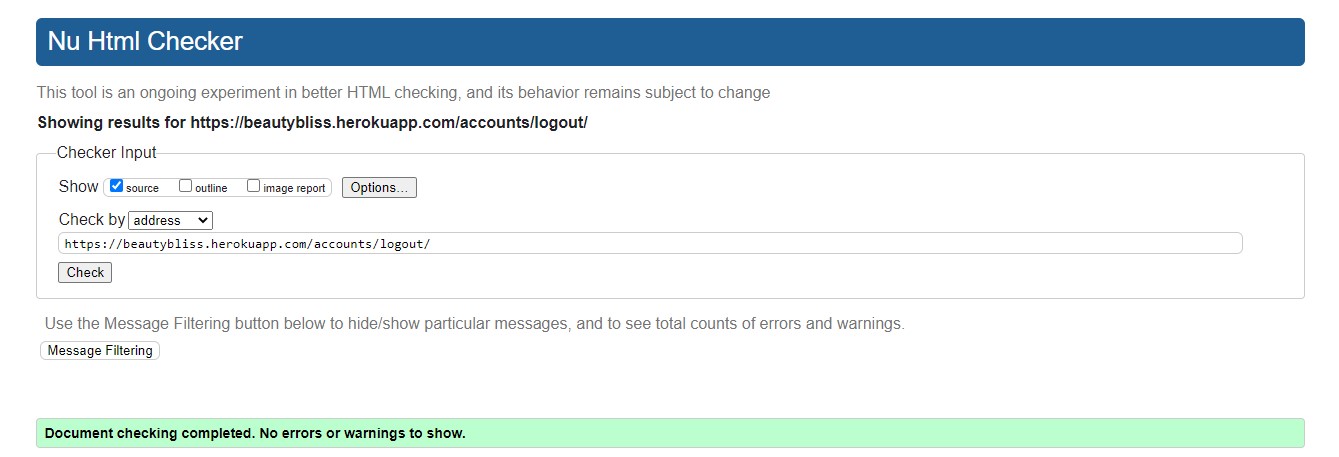 Nu Html Checker
This tool is an ongoing experiment in better HTML checking, and its behavior remains subject to change
Showing results for https://beautybliss.herokuapp.com/accounts/logout/
Checker Input
Show source outline image report Options...
Check by address
https://beautybliss.herokuapp.com/accounts/logout/
Check
Use the Message Filtering button below to hide/show particular messages, and to see total counts of errors and warnings.
Message Filtering
Document checking completed. No errors or warnings to show.